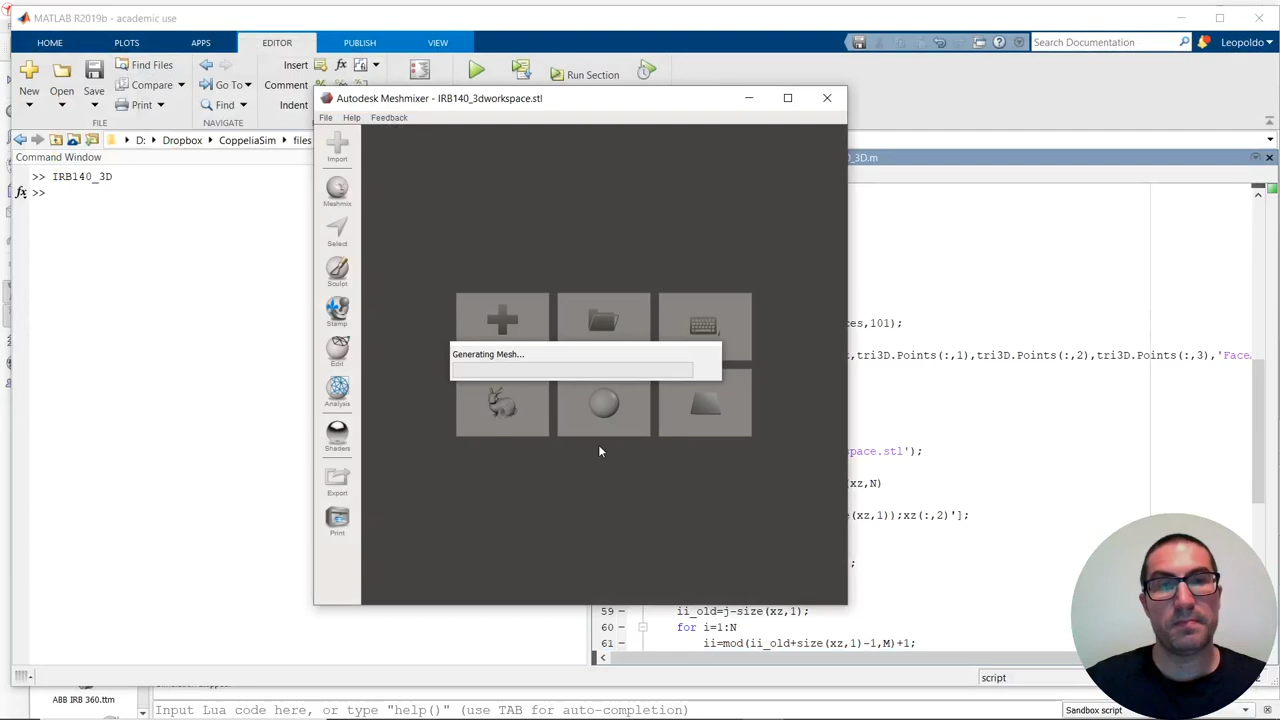 MATLAB R2019b - academic use
HOME PLOTS APPS EDITOR PUBLISH VIEW
Search Documentation
Leopoldo
New
Open
Save
Find Files
Compare
Print
Go To
Find
Insert
Comment
Indent
Run Section
FILE
NAVIGATE
D: Dropbox CoppeliaSim files
Command Window
>> IRB140_3D
fx >>
Autodesk Meshmixer - IRB140_3dworkspace.stl
File Help Feedback
Import
Meshmix
Select
Sculpt
Stamp
Edit
Analysis
Shaders
Export
Print
Generating Mesh...
_3D.m
es,101);
,tri3D.Points(:,1),tri3D.Points(:,2),tri3D.Points(:,3),'Face
pace.stl');
(xz,N)
(xz,1));xz(:,2)'];
;
59 ii_old=j-size(xz,1);
60 for i=1:N
61 ii=mod(ii_old+size(xz,1)-1,M)+1;
script
ABB IRB 360.ttm
Input Lua code here, or type "help()" (use TAB for auto-completion)
Sandbox script